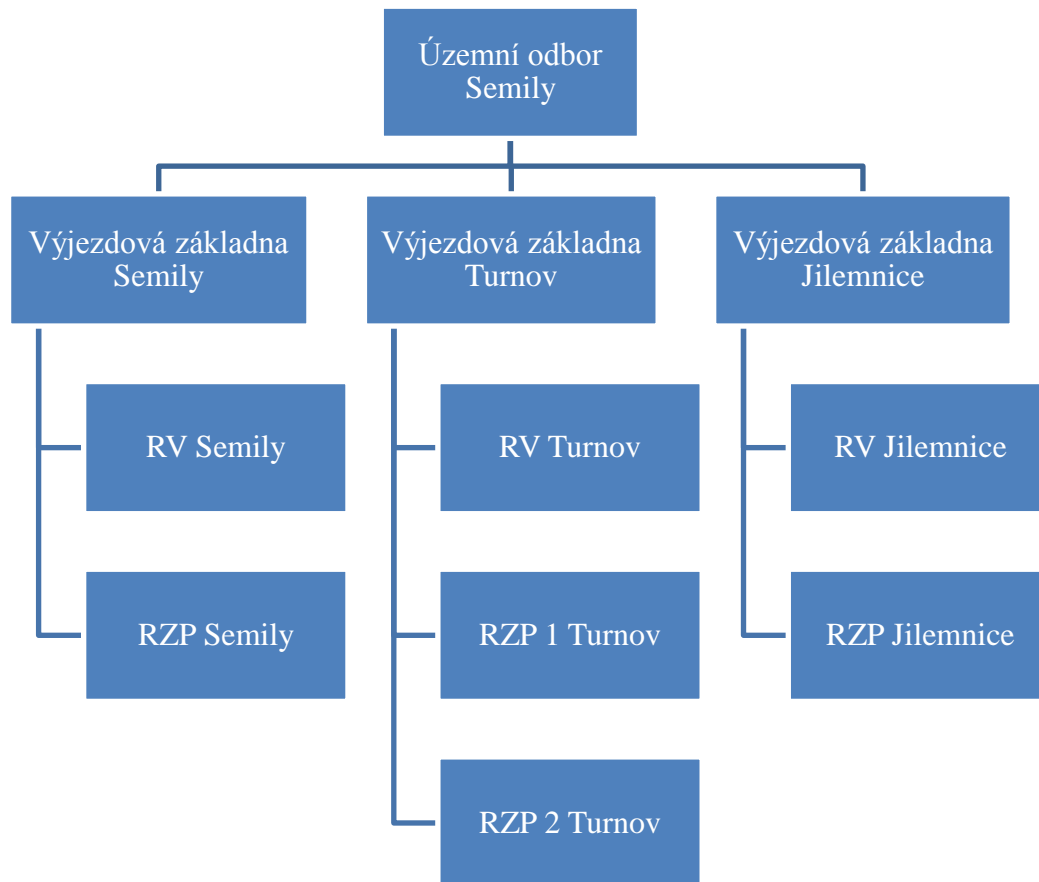 Územní odbor
Semily
Výjezdová základna
Semily
Výjezdová základna
Turnov
Výjezdová základna
Jilemnice
RV Semily
RV Turnov
RV Jilemnice
RZP Semily
RZP 1 Turnov
RZP Jilemnice
RZP 2 Turnov